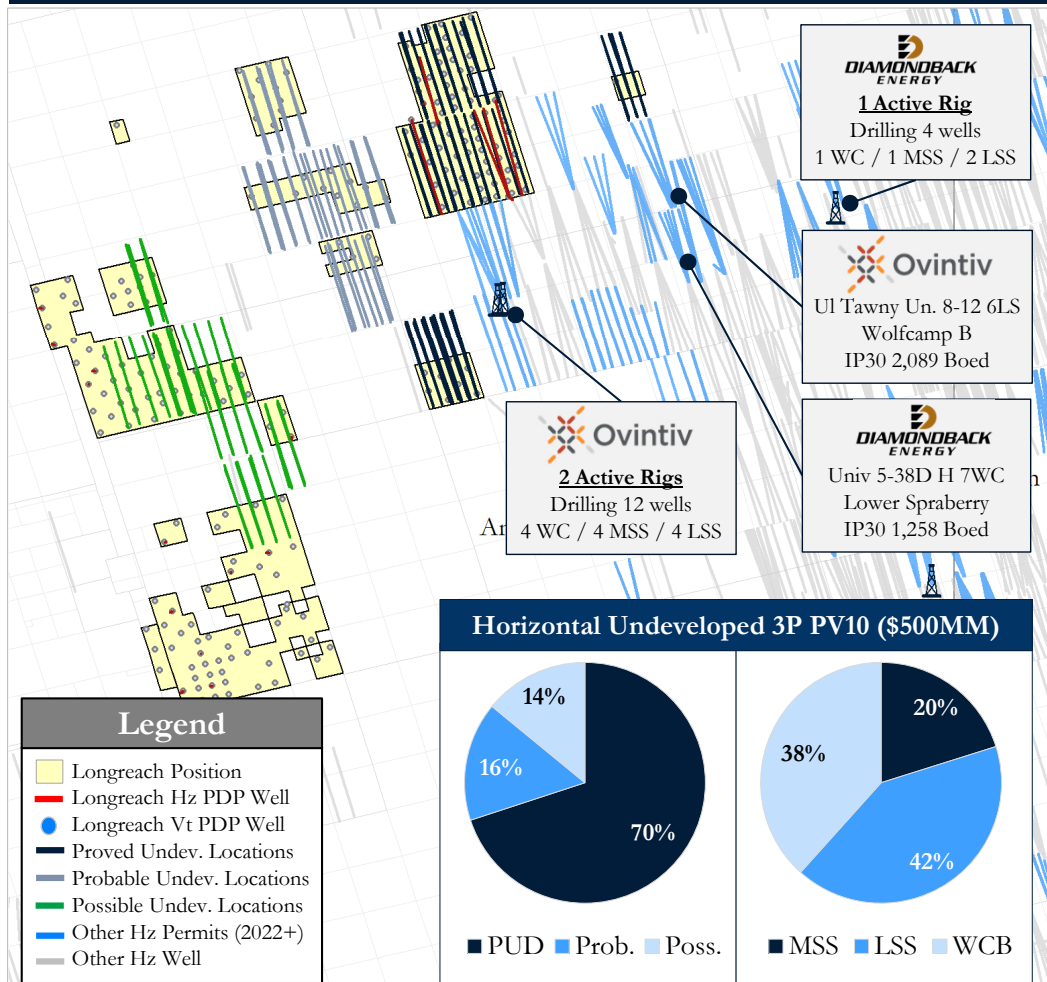 DIAMONDBACK
ENERGY
1 Active Rig
Drilling 4 wells
1 WC / 1 MSS / 2 LSS
Ovintiv
Ul Tawny Un. 8-12 6LS
Wolfcamp B
IP30 2,089 Boed
DIAMONDBACK
ENERGY
Univ 5-38D H 7WC
Lower Spraberry
IP30 1,258 Boed
Ovintiv
2 Active Rigs
Drilling 12 wells
4 WC / 4 MSS / 4 LSS
Horizontal Undeveloped 3P PV10 ($500MM)
14%
16%
70%
PUD Prob. Poss.
20%
38%
42%
MSS LSS WCB
Legend
Longreach Position
Longreach Hz PDP Well
Longreach Vt PDP Well
Proved Undev. Locations
Probable Undev. Locations
Possible Undev. Locations
Other Hz Permits (2022+)
Other Hz Well